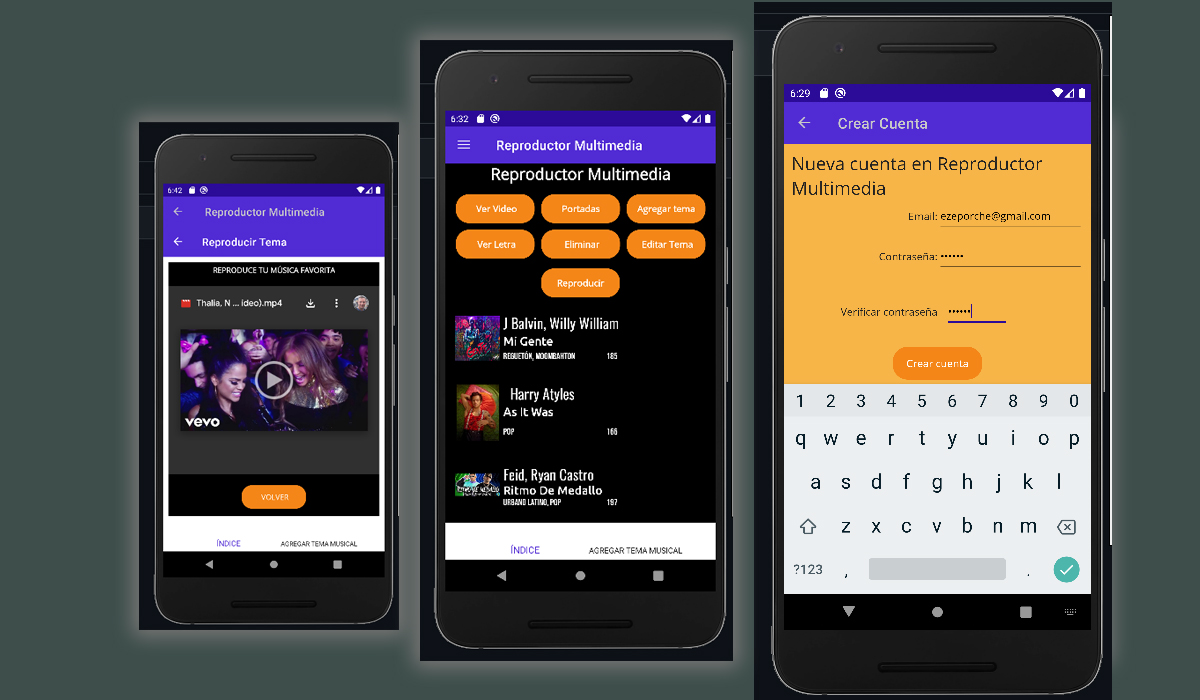 6:42
Reproductor Multimedia
Reproducir Tema
REPRODUCE TU MÚSICA FAVORITA
Thalia, N ... ideo).mp4
vevo
VOLVER
ÍNDICE
AGREGAR TEMA MUSICAL
6:32
Reproductor Multimedia
Reproductor Multimedia
Ver Video
Portadas
Agregar tema
Ver Letra
Eliminar
Editar Tema
Reproducir
J Balvin, Willy William
Mi Gente
REGUETÓN, MOOMBAHTON 185
Harry Atyles
As It Was
POP 166
Feid, Ryan Castro
Ritmo De Medallo
URBANO LATINO, POP 197
ÍNDICE
AGREGAR TEMA MUSICAL
6:29
Crear Cuenta
Nueva cuenta en Reproductor
Multimedia
Email: ezeporche@gmail.com
Contraseña: ••••••
Verificar contraseña ••••••
Crear cuenta
1 2 3 4 5 6 7 8 9 0
q w e r t y u i o p
a s d f g h j k l
z x c v b n m
?123 , .